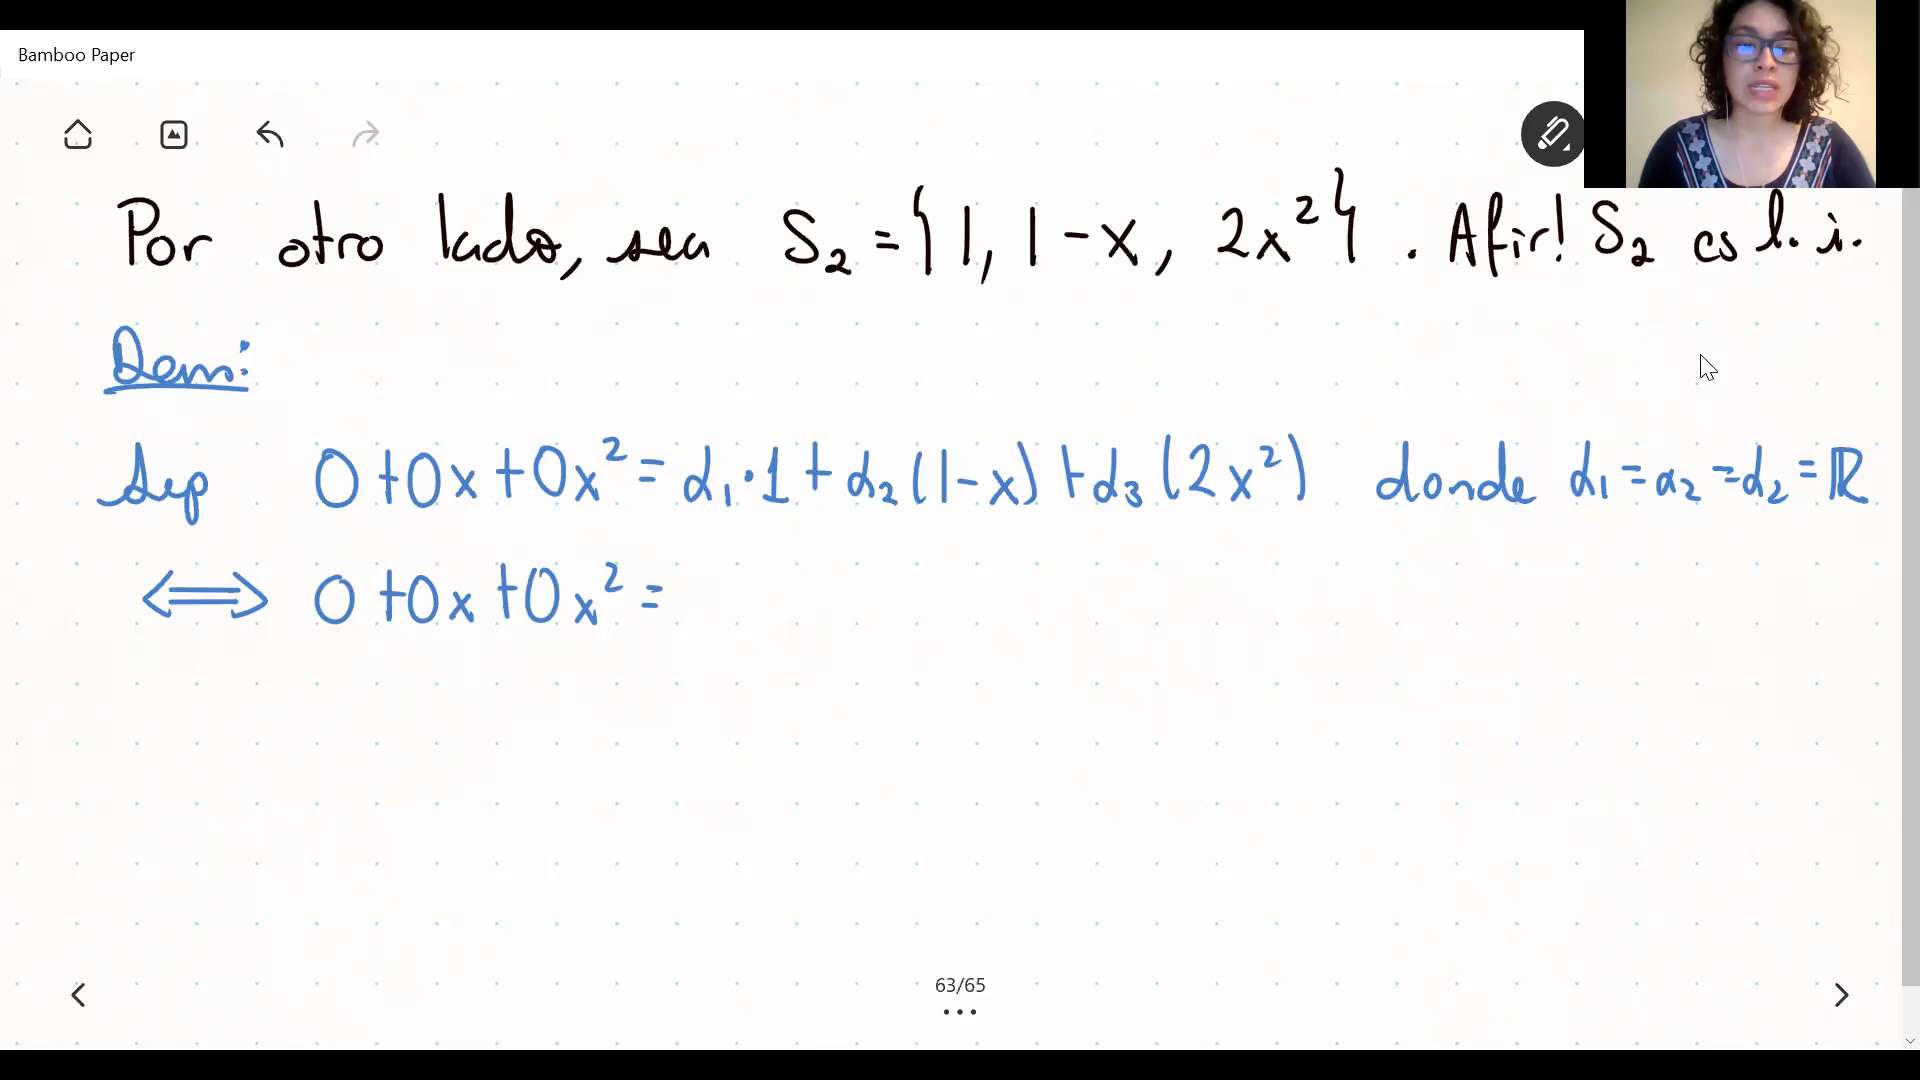 Bamboo Paper
Por otro lado, sea S₂ = {1, 1-x, 2x²}. Afir! S₂ es l.i.
Dem:
Sup 0+0x+0x² = α₁·1 + α₂(1-x) + α₃(2x²) donde α₁=α₂=α₂=ℝ
⟺ 0+0x+0x² =
63/65